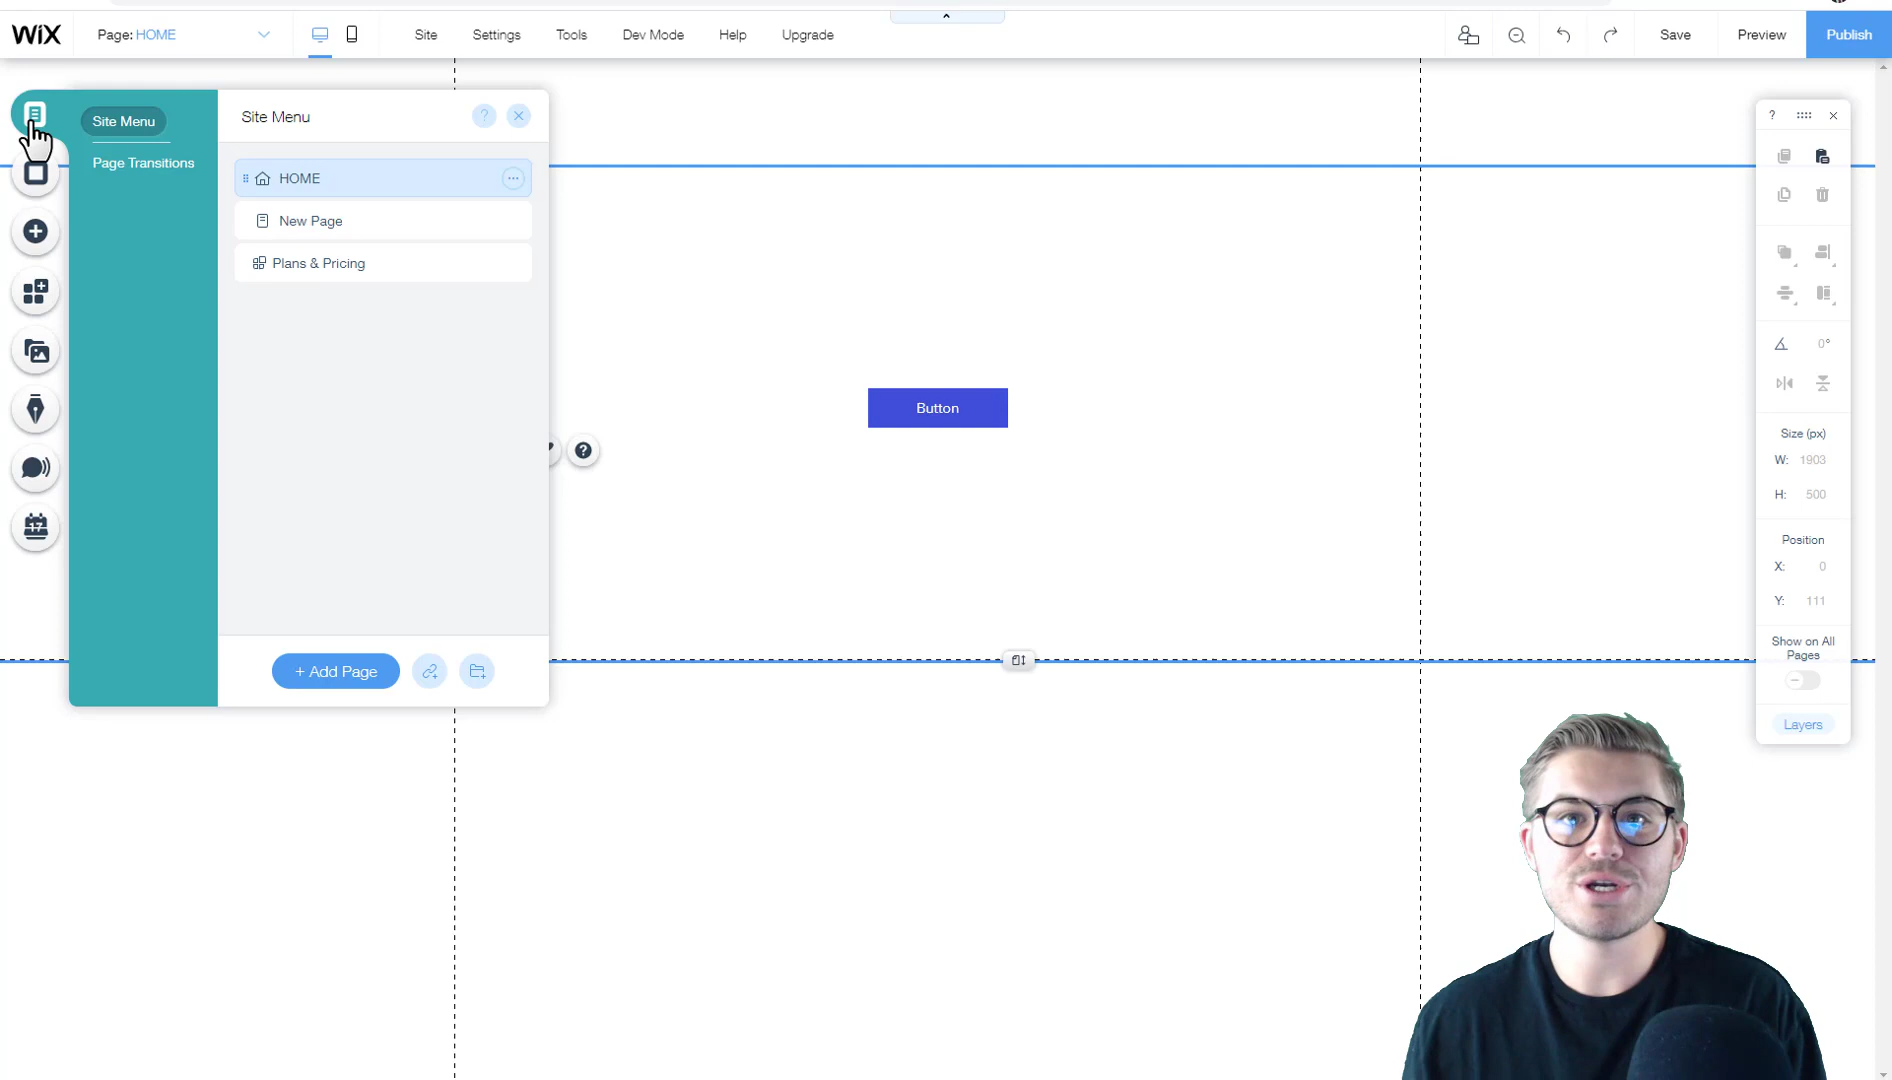 WiX
Page: HOME
Site
Settings
Tools
Dev Mode
Help
Upgrade
Save
Preview
Publish
Site Menu
Page Transitions
Site Menu
?
HOME
New Page
Plans & Pricing
+ Add Page
17
?
Button
?
0°
Size (px)
W: 1903
H: 500
Position
X: 0
Y: 111
Show on All
Pages
Layers